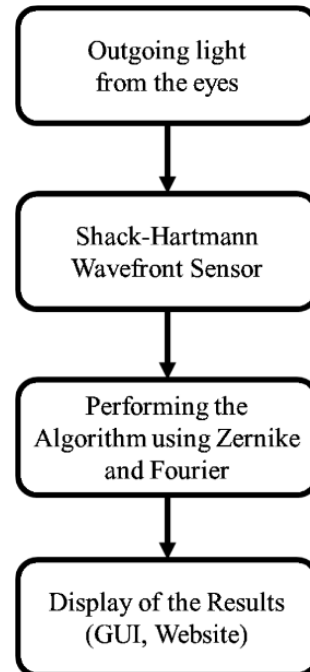 Outgoing light
from the eyes
Shack-Hartmann
Wavefront Sensor
Performing the
Algorithm using Zernike
and Fourier
Display of the Results
(GUI, Website)